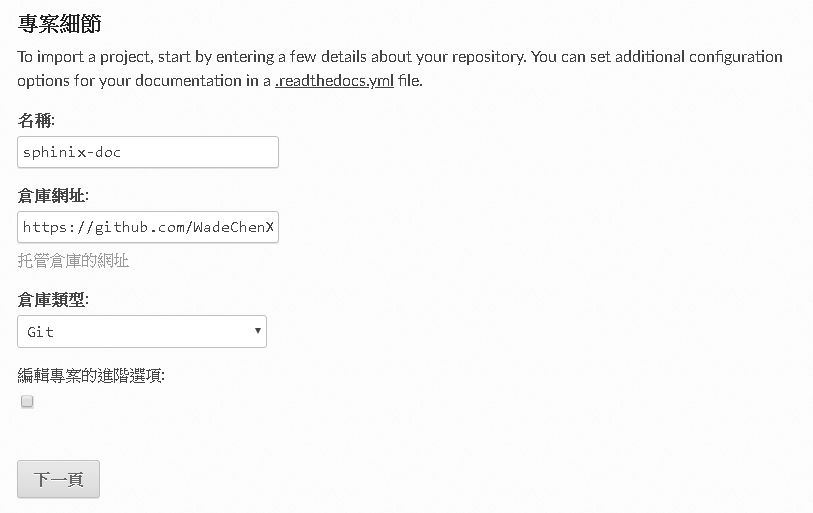 專案細節
To import a project, start by entering a few details about your repository. You can set additional configuration
options for your documentation in a .readthedocs.yml file.
名稱:
sphinix-doc
倉庫網址:
https://github.com/WadeChenX
托管倉庫的網址
倉庫類型:
Git
編輯專案的進階選項:
下一頁